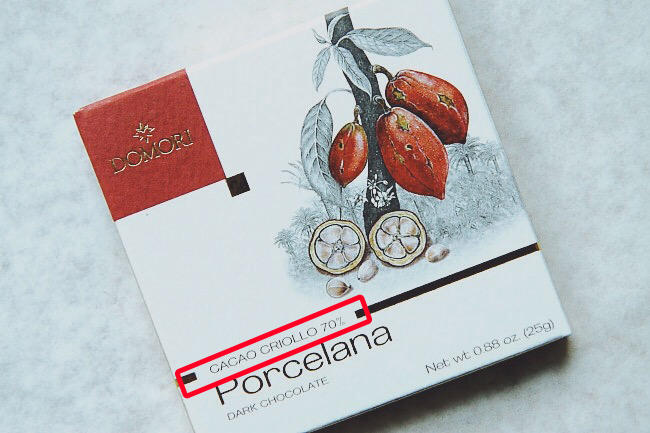 DOMORI
CACAO CRIOLLO 70%
Porcelana
DARK CHOCOLATE
Net wt 0.88 oz. (25g)